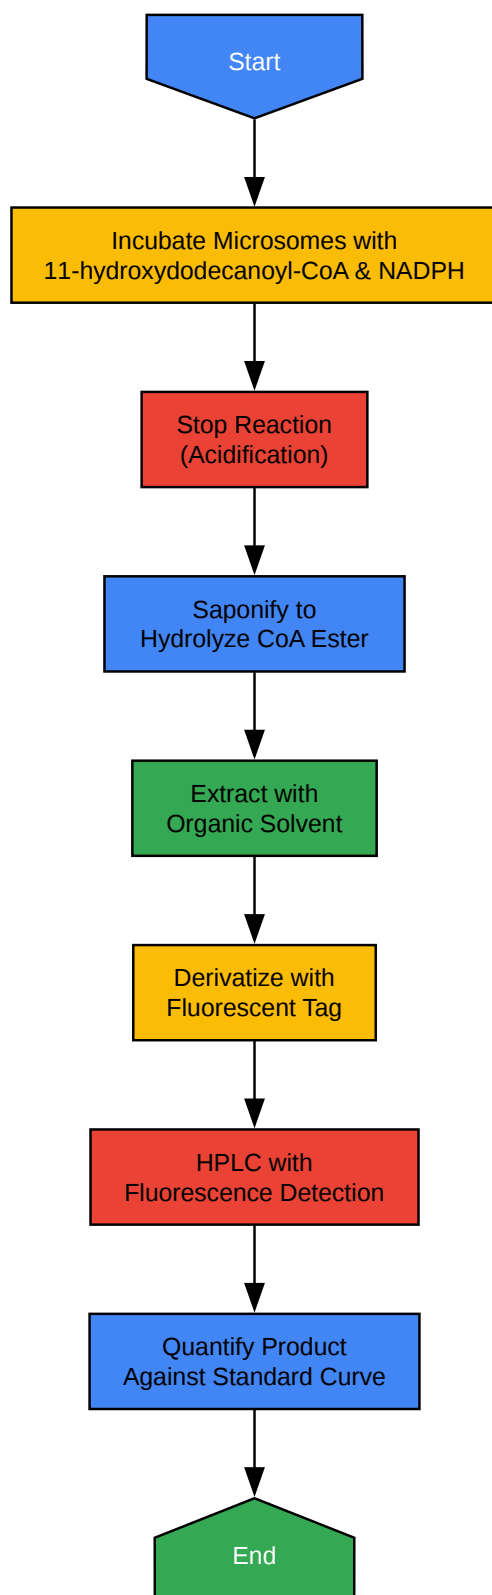 Start
Incubate Microsomes with
11-hydroxydodecanoyl-CoA & NADPH
Stop Reaction
(Acidification)
Saponify to
Hydrolyze CoA Ester
Extract with
Organic Solvent
Derivatize with
Fluorescent Tag
HPLC with
Fluorescence Detection
Quantify Product
Against Standard Curve
End